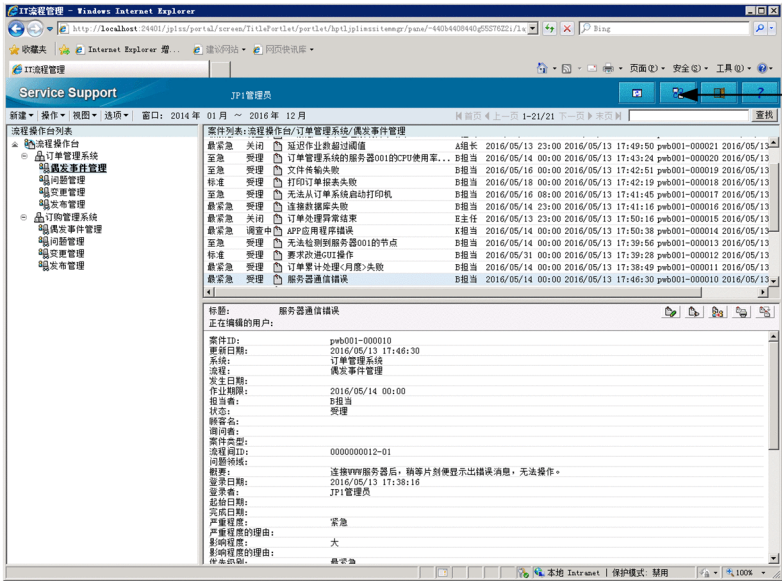 IT流程管理 - Windows Internet Explorer
http://localhost:24401/jplss/portal/screen/TitlePortlet/portlet/hptljplimssitemmgr/pane/-440b4408440g55S76Z2i/la
Bing
收藏夹 Internet Explorer 增... 建议网站 网页快讯库
IT流程管理
页面(P) 安全(S) 工具(O)
Service Support
JP1管理员
新建 操作 视图 选项 窗口: 2014 年 01 月 ～ 2016 年 12 月 首页 上一页 1-21/21 下一页 末页 查找
流程操作台列表
流程操作台
订单管理系统
偶发事件管理
问题管理
变更管理
发布管理
订购管理系统
偶发事件管理
问题管理
变更管理
发布管理
案件列表:流程操作台/订单管理系统/偶发事件管理
最紧急 关闭 延迟作业数超过阈值 A组长 2016/05/13 23:00 2016/05/13 17:49:50 pwb001-000021 2016/05/13
至急 受理 订单管理系统的服务器001的CPU使用率... B担当 2016/05/14 00:00 2016/05/13 17:43:24 pwb001-000020 2016/05/13
至急 受理 文件传输失败 B担当 2016/05/16 00:00 2016/05/13 17:42:51 pwb001-000019 2016/05/13
标准 受理 打印订单报表失败 B担当 2016/05/18 00:00 2016/05/13 17:42:19 pwb001-000018 2016/05/13
至急 受理 无法从订单系统启动打印机 B担当 2016/05/16 08:00 2016/05/13 17:41:45 pwb001-000017 2016/05/13
最紧急 受理 连接数据库失败 B担当 2016/05/14 00:00 2016/05/13 17:41:16 pwb001-000016 2016/05/13
最紧急 关闭 订单处理异常结束 E主任 2016/05/13 23:00 2016/05/13 17:50:16 pwb001-000015 2016/05/13
最紧急 调查中 APP应用程序错误 K担当 2016/05/14 00:00 2016/05/13 17:50:38 pwb001-000014 2016/05/13
至急 受理 无法检测到服务器001的节点 B担当 2016/05/14 00:00 2016/05/13 17:39:56 pwb001-000013 2016/05/13
标准 受理 要求改进GUI操作 B担当 2016/05/31 00:00 2016/05/13 17:39:28 pwb001-000012 2016/05/13
最紧急 受理 订单累计处理<月度>失败 B担当 2016/05/14 00:00 2016/05/13 17:38:49 pwb001-000011 2016/05/13
最紧急 受理 服务器通信错误 B担当 2016/05/14 00:00 2016/05/13 17:46:30 pwb001-000010 2016/05/13
标题: 服务器通信错误
正在编辑的用户:
案件ID: pwb001-000010
更新日期: 2016/05/13 17:46:30
系统: 订单管理系统
流程: 偶发事件管理
发生日期:
作业期限: 2016/05/14 00:00
担当者: B担当
状态: 受理
顾客名:
询问者:
案件类型:
流程间ID: 0000000012-01
问题领域:
概要: 连接WWW服务器后，稍等片刻便显示出错误消息，无法操作。
登录日期: 2016/05/13 17:38:16
登录者: JP1管理员
起始日期:
完成日期:
严重程度: 紧急
严重程度的理由:
影响程度: 大
影响程度的理由:
优先级别: 最紧急
本地 Intranet | 保护模式: 禁用 100%